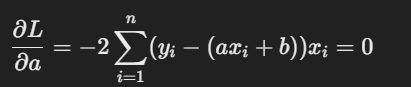 ∂L/∂a = −2 ∑_{i=1}^{n} (y_i − (ax_i + b))x_i = 0